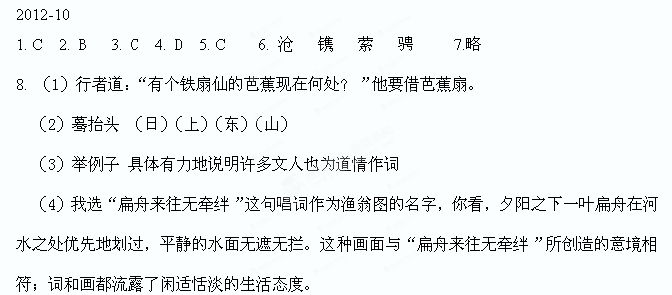 2012-10
1. C 2. B 3. C 4. D 5. C 6. 沧 镌 萦 骋 7.略
8. （1）行者道：“有个铁扇仙的芭蕉现在何处？ ”他要借芭蕉扇。
（2）蓦抬头 （日）（上）（东）（山）
（3）举例子 具体有力地说明许多文人也为道情作词
（4）我选“扁舟来往无牵绊”这句唱词作为渔翁图的名字，你看，夕阳之下一叶扁舟在河
水之处优先地划过，平静的水面无遮无拦。这种画面与“扁舟来往无牵绊”所创造的意境相
符；词和画都流露了闲适恬淡的生活态度。